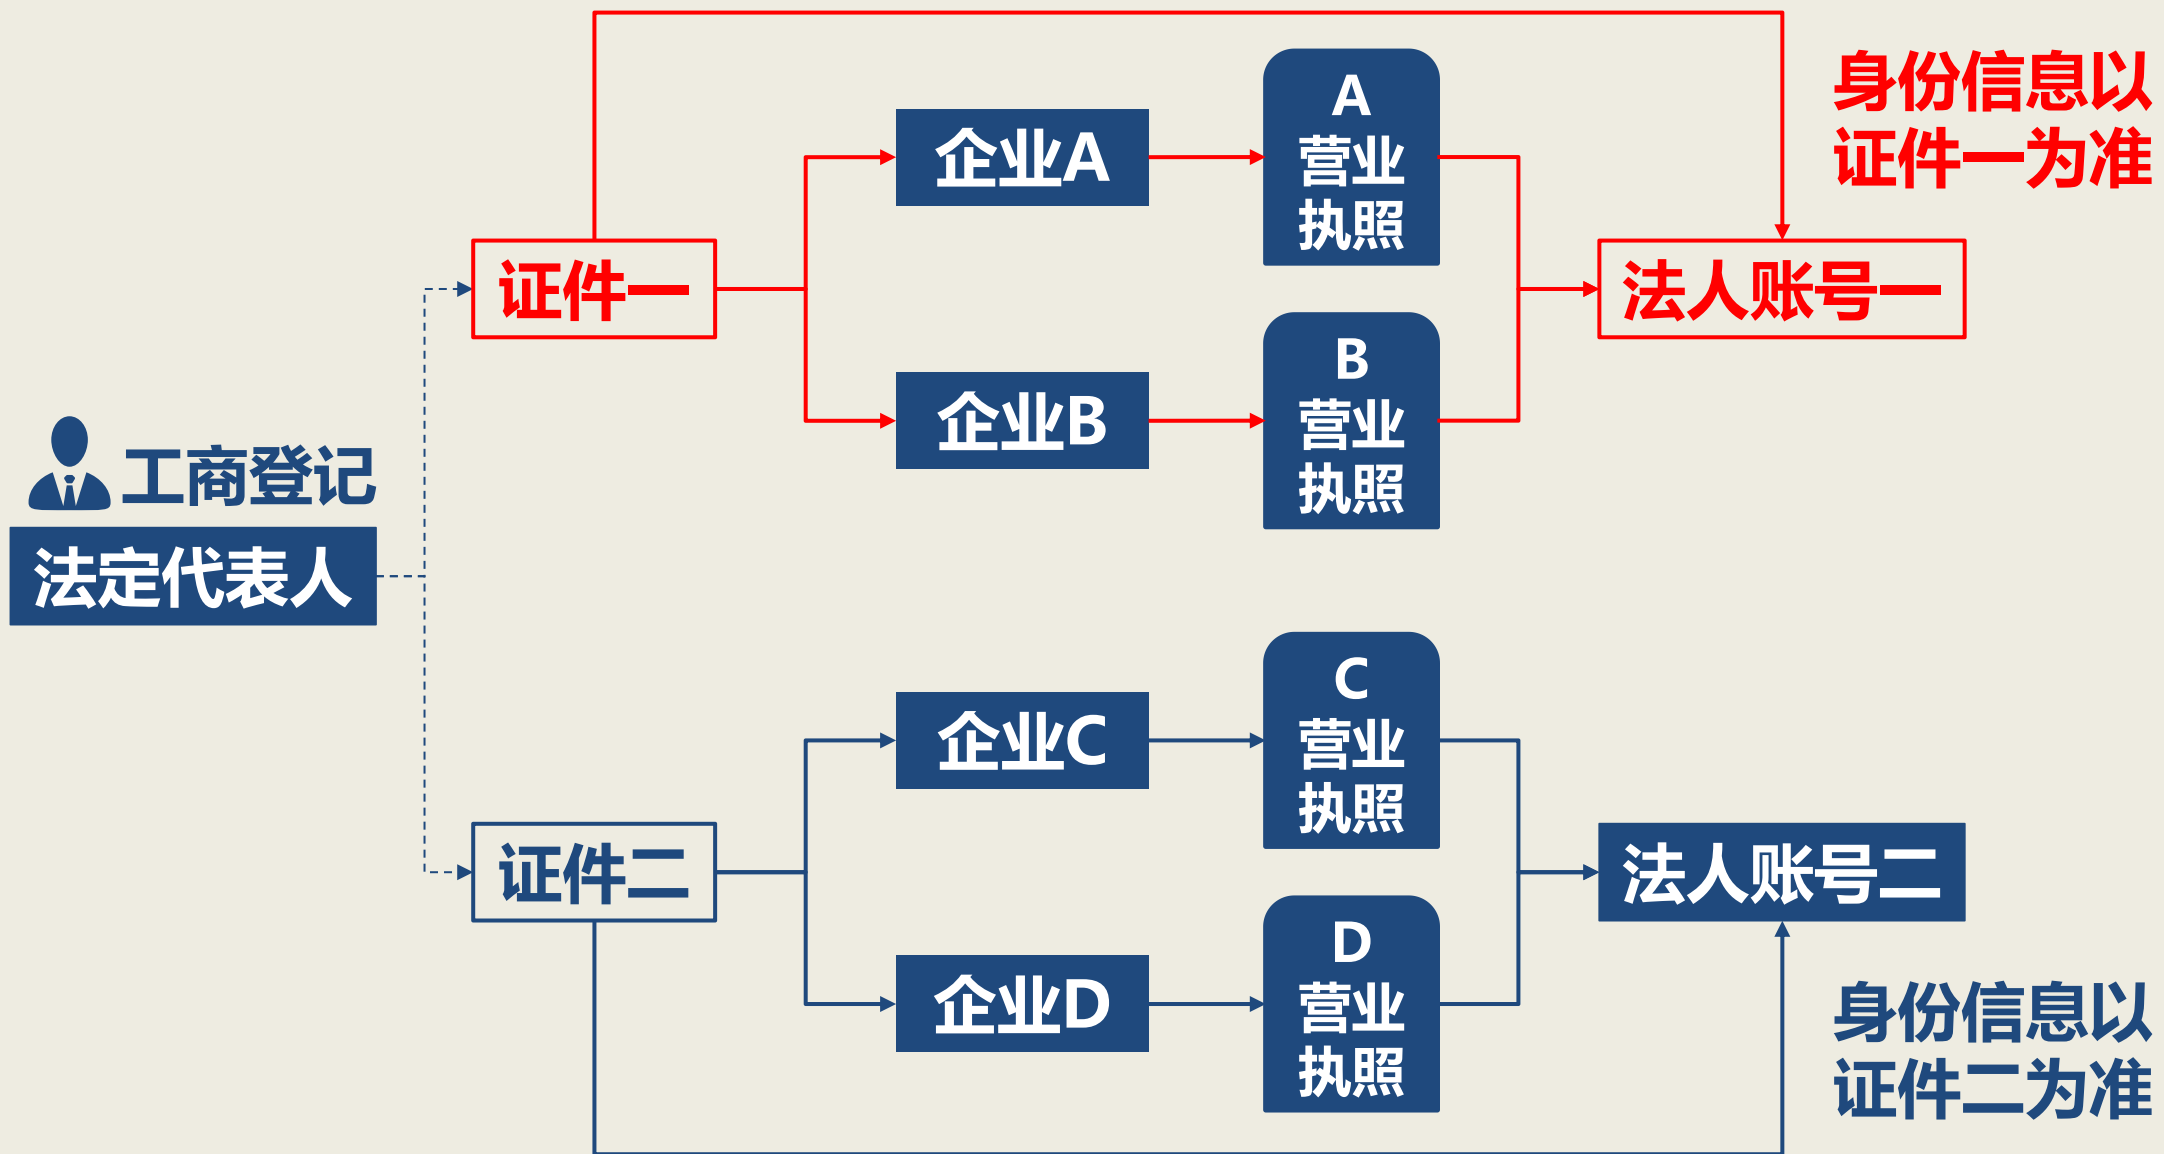 身份信息以
证件一为准
A
营业
执照
企业A
证件一
法人账号一
B
营业
执照
企业B
工商登记
法定代表人
C
营业
执照
企业C
证件二
法人账号二
D
营业
执照
企业D
身份信息以
证件二为准